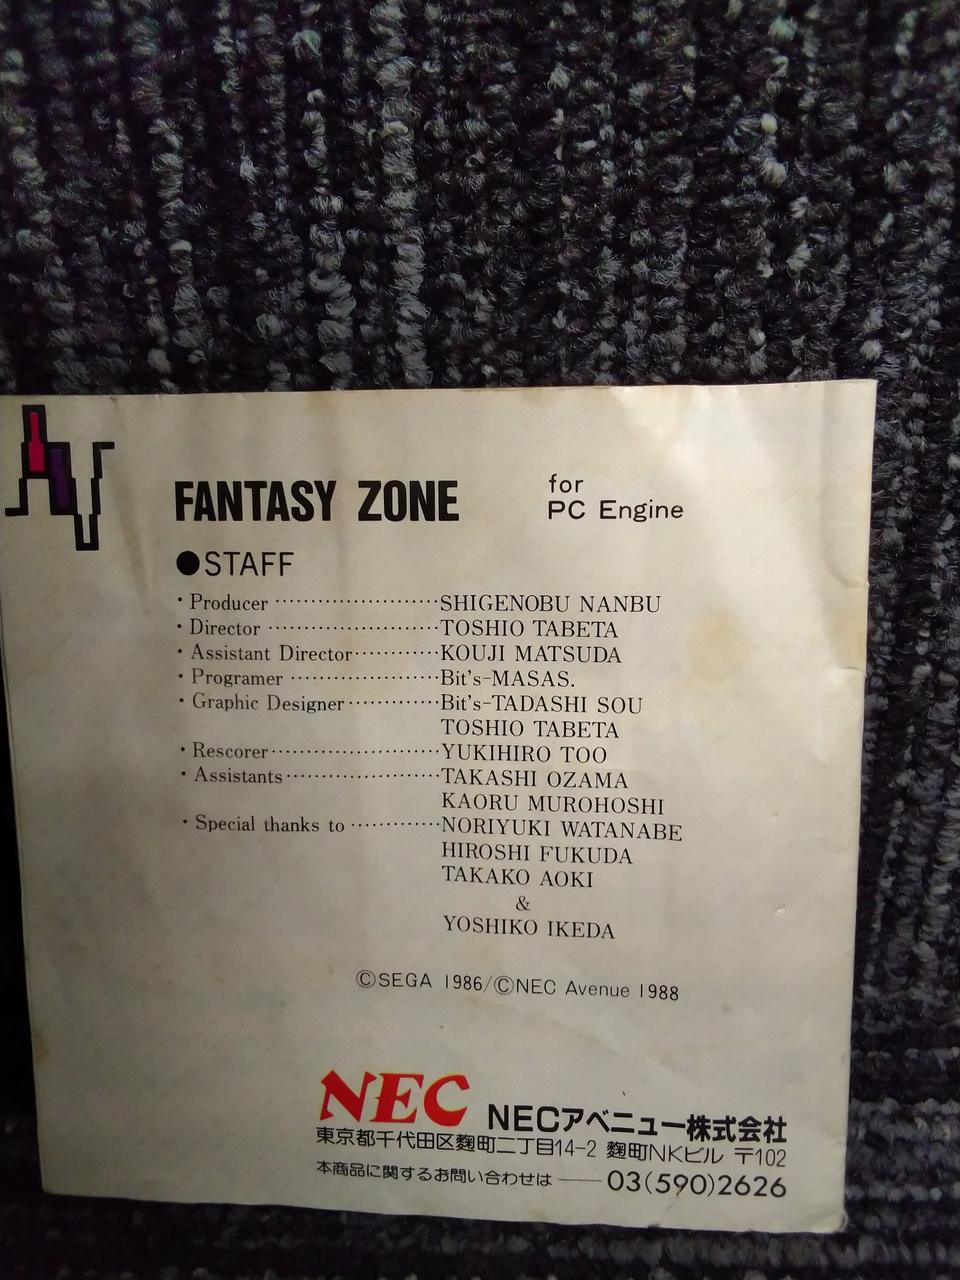 FANTASY ZONE for PC Engine
●STAFF
・Producer ························SHIGENOBU NANBU
・Director ·························TOSHIO TABETA
・Assistant Director············KOUJI MATSUDA
・Programer ······················Bit's-MASAS.
・Graphic Designer·············Bit's-TADASHI SOU
TOSHIO TABETA
・Rescorer·························YUKIHIRO TOO
・Assistants·······················TAKASHI OZAMA
KAORU MUROHOSHI
・Special thanks to ·············NORIYUKI WATANABE
HIROSHI FUKUDA
TAKAKO AOKI
&
YOSHIKO IKEDA
ⒸSEGA 1986/ⒸNEC Avenue 1988
NEC NECアベニュー株式会社
東京都千代田区麹町二丁目14-2 麹町NKビル 〒102
本商品に関するお問い合わせは――03(590)2626